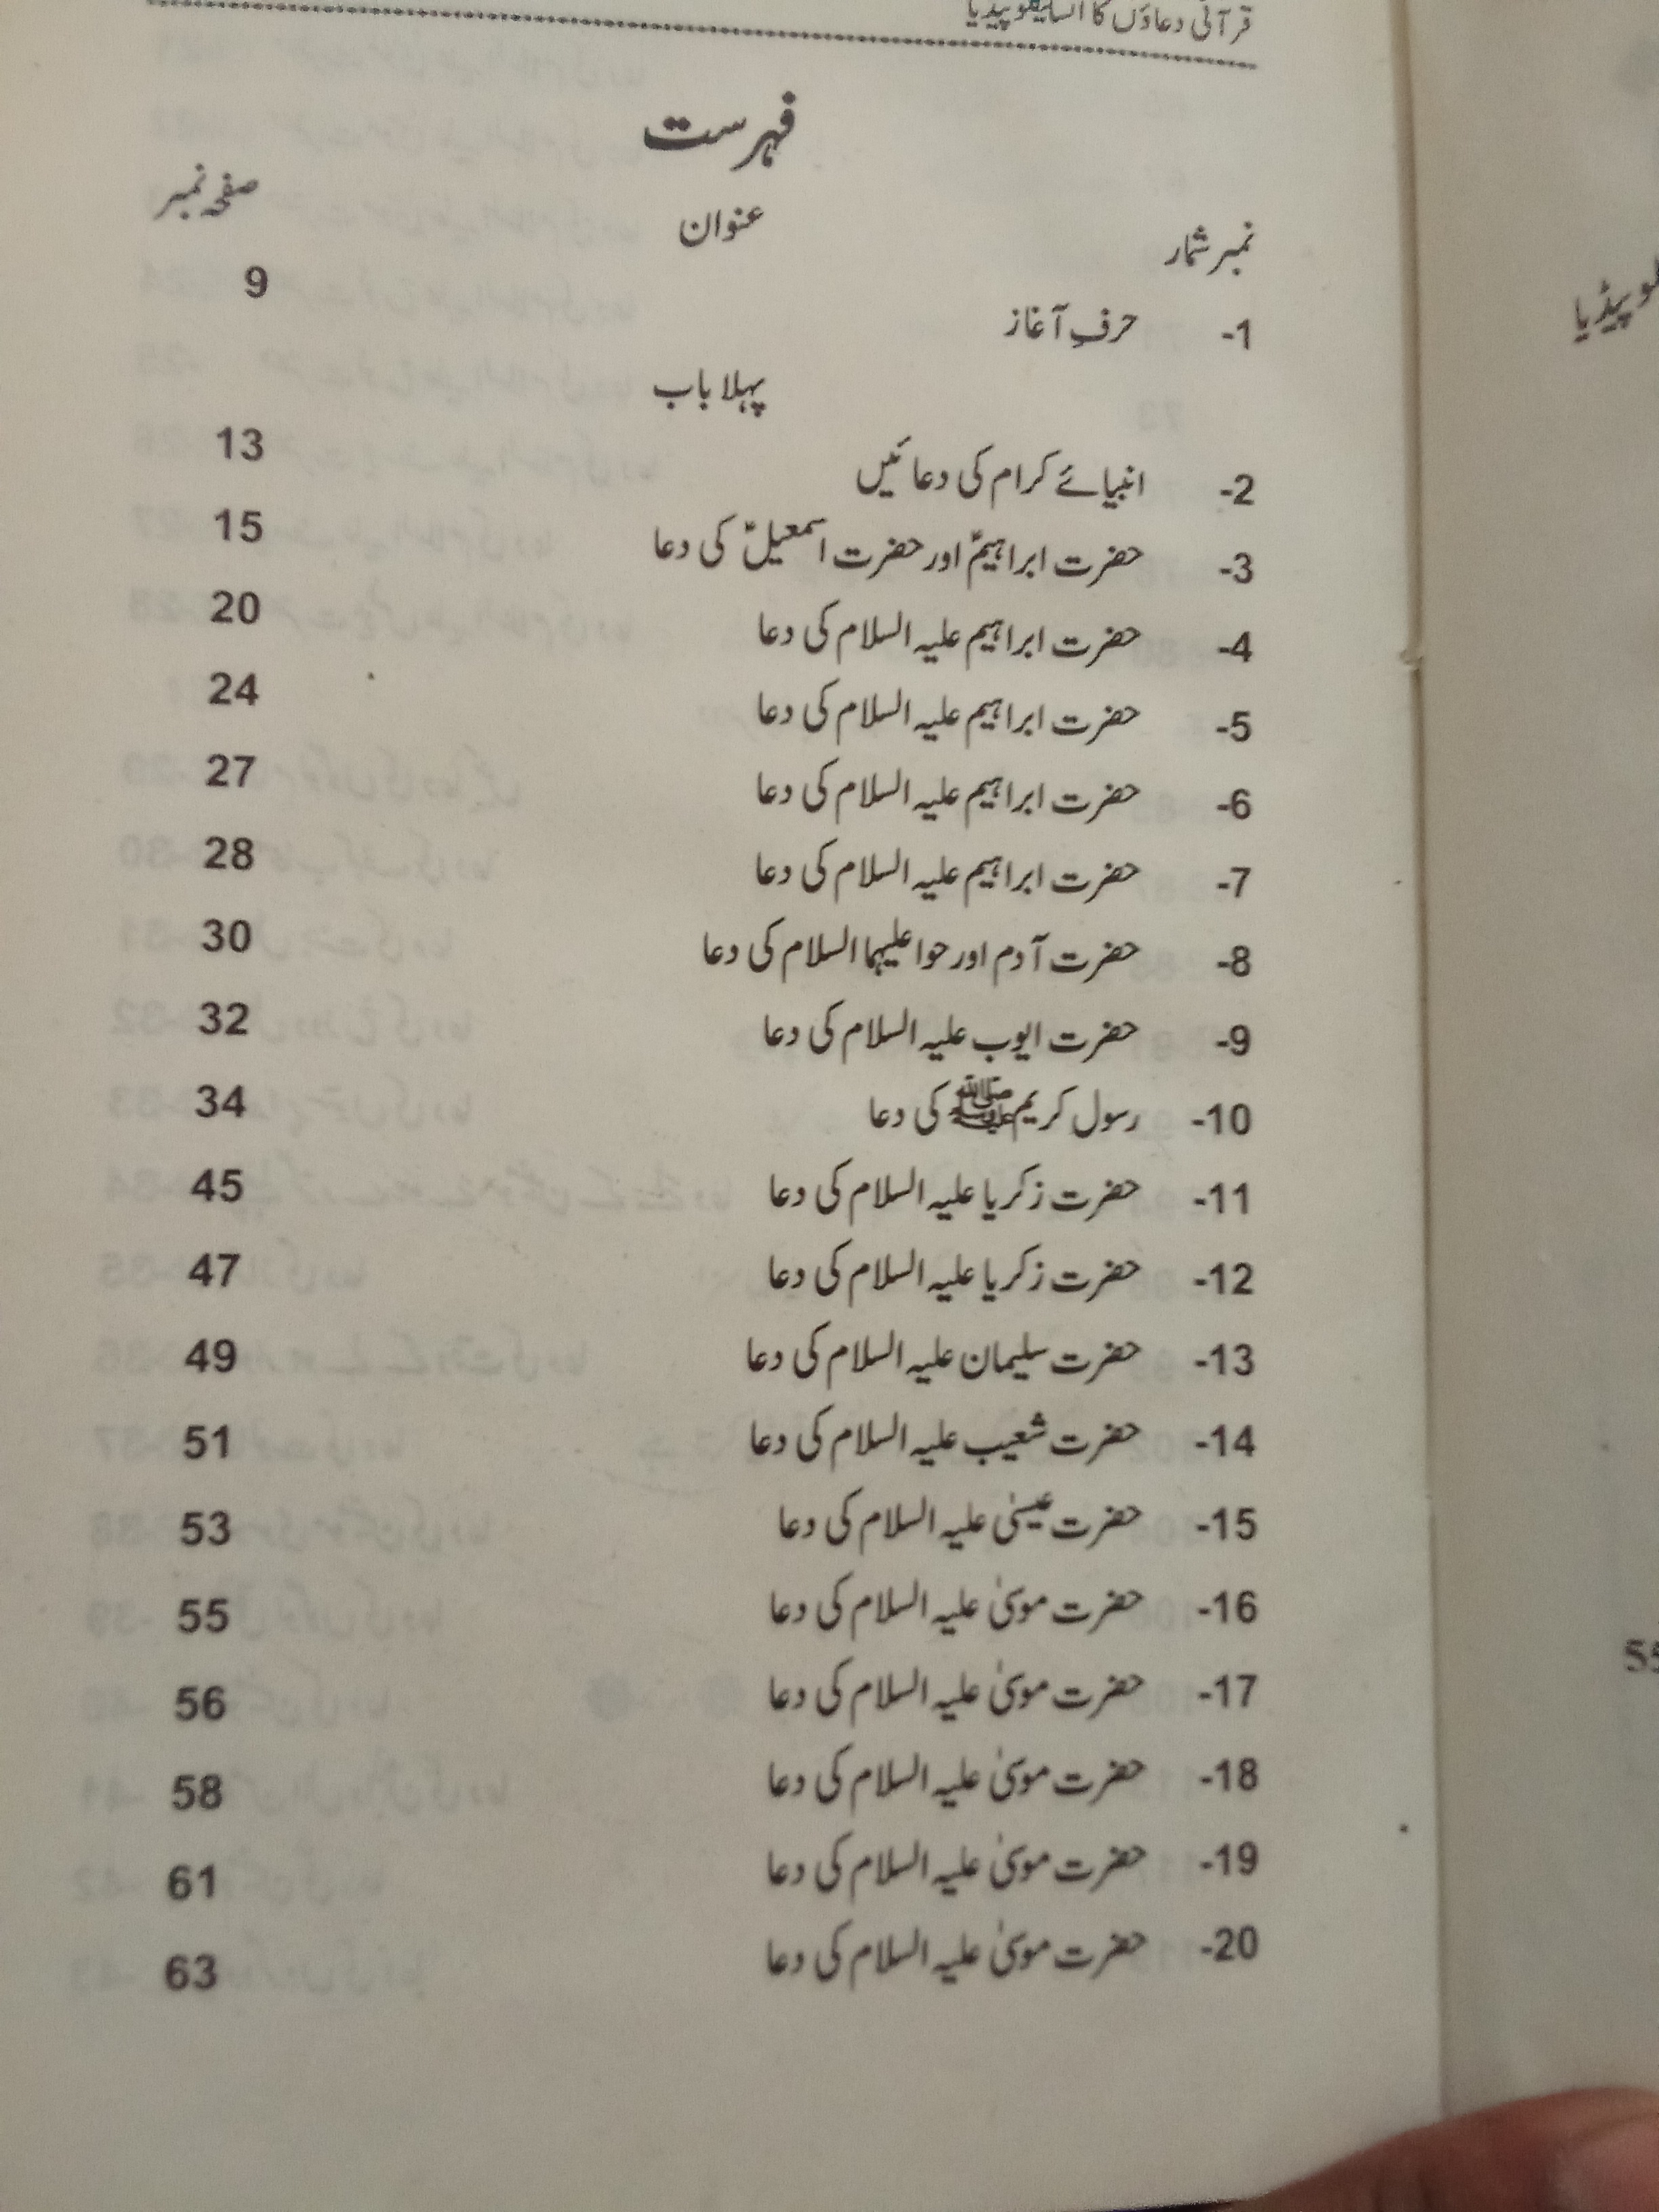 قرآنی دعاؤں کا انسائیکلوپیڈیا
فہرست
نمبر شمار عنوان صفحہ نمبر
1- حرفِ آغاز 9
پہلا باب
2- انبیائے کرام کی دعائیں 13
3- حضرت ابراہیمؑ اور حضرت اسمعیلؑ کی دعا 15
4- حضرت ابراہیم علیہ السلام کی دعا 20
5- حضرت ابراہیم علیہ السلام کی دعا 24
6- حضرت ابراہیم علیہ السلام کی دعا 27
7- حضرت ابراہیم علیہ السلام کی دعا 28
8- حضرت آدم اور حوا علیہما السلام کی دعا 30
9- حضرت ایوب علیہ السلام کی دعا 32
10- رسول کریم ﷺ کی دعا 34
11- حضرت زکریا علیہ السلام کی دعا 45
12- حضرت زکریا علیہ السلام کی دعا 47
13- حضرت سلیمان علیہ السلام کی دعا 49
14- حضرت شعیب علیہ السلام کی دعا 51
15- حضرت عیسیٰ علیہ السلام کی دعا 53
16- حضرت موسیٰ علیہ السلام کی دعا 55
17- حضرت موسیٰ علیہ السلام کی دعا 56
18- حضرت موسیٰ علیہ السلام کی دعا 58
19- حضرت موسیٰ علیہ السلام کی دعا 61
20- حضرت موسیٰ علیہ السلام کی دعا 63